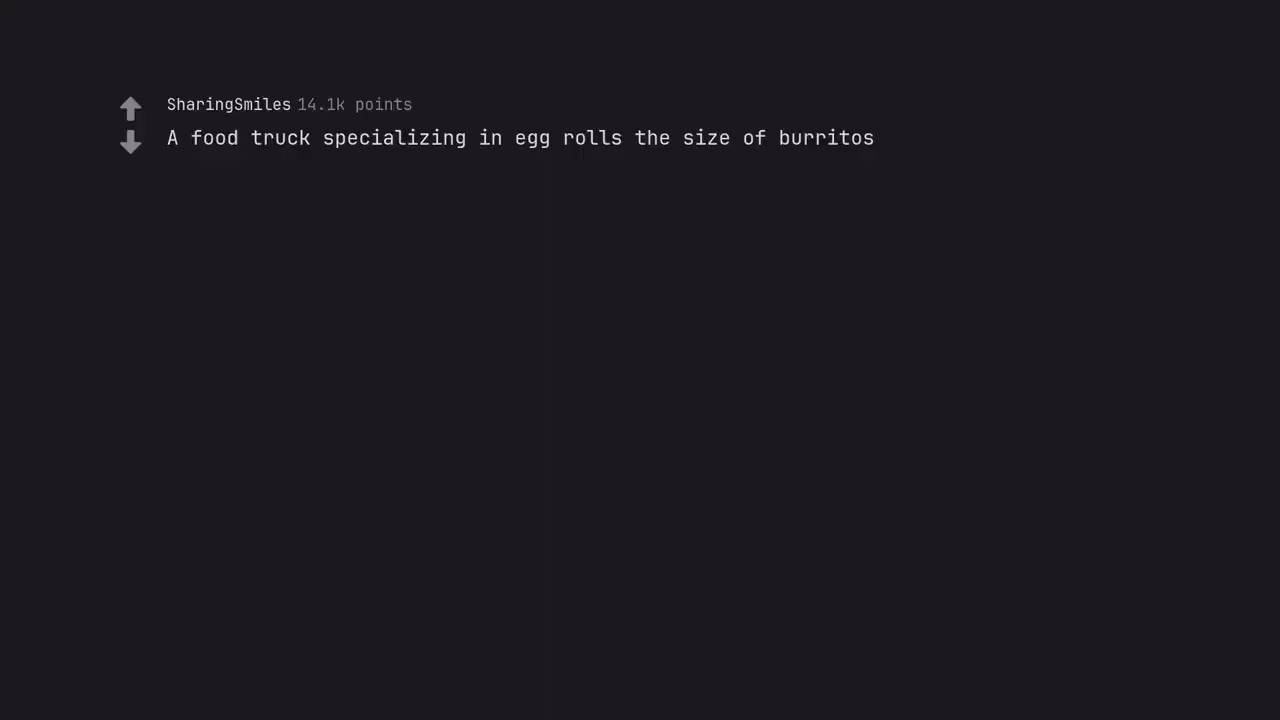 SharingSmiles 14.1k points
A food truck specializing in egg rolls the size of burritos